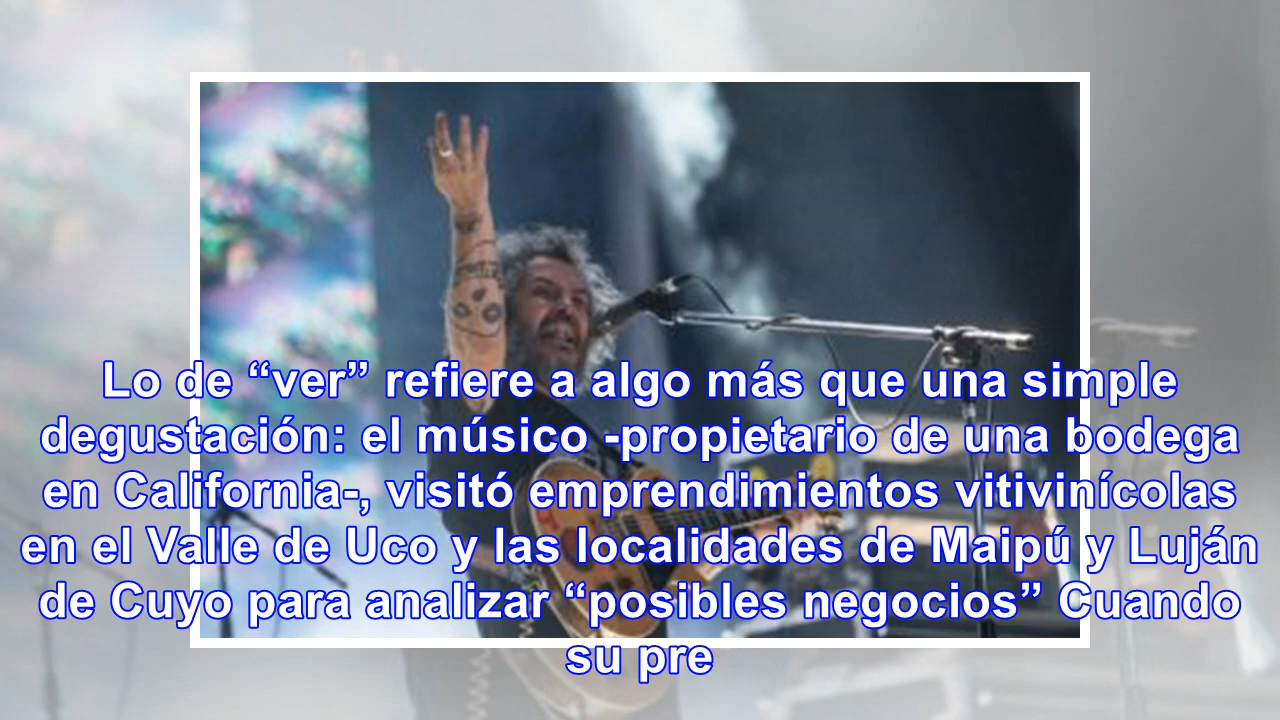 Lo de “ver” refiere a algo más que una simple
degustación: el músico -propietario de una bodega
en California-, visitó emprendimientos vitivinícolas
en el Valle de Uco y las localidades de Maipú y Luján
de Cuyo para analizar “posibles negocios” Cuando
su pre